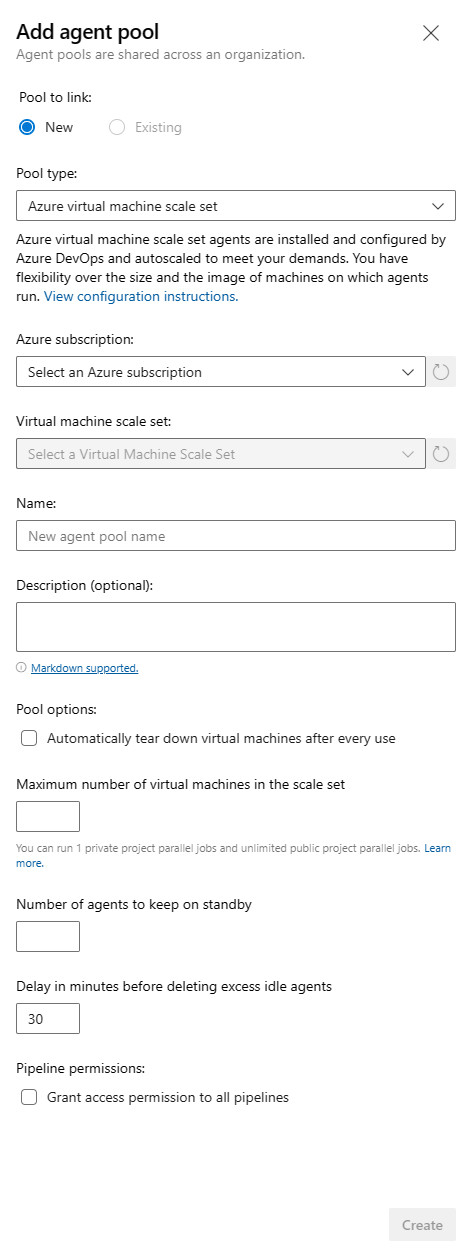 Add agent pool
Agent pools are shared across an organization.
Pool to link:
New
Existing
Pool type:
Azure virtual machine scale set
Azure virtual machine scale set agents are installed and configured by
Azure DevOps and autoscaled to meet your demands. You have
flexibility over the size and the image of machines on which agents
run. View configuration instructions.
Azure subscription:
Select an Azure subscription
Virtual machine scale set:
Select a Virtual Machine Scale Set
Name:
New agent pool name
Description (optional):
Markdown supported.
Pool options:
Automatically tear down virtual machines after every use
Maximum number of virtual machines in the scale set
You can run 1 private project parallel jobs and unlimited public project parallel jobs. Learn
more.
Number of agents to keep on standby
Delay in minutes before deleting excess idle agents
30
Pipeline permissions:
Grant access permission to all pipelines
Create